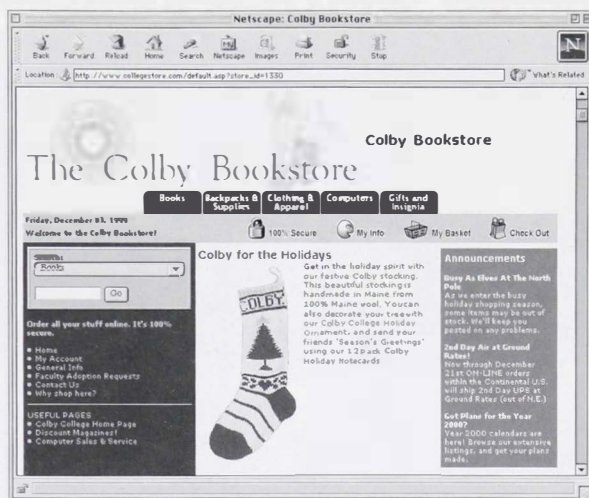 Netscape: Colby Bookstore
Back Forward Reload Home Search Netscape Images Print Security Stop
Location: http://www.collegestore.com/default.asp?store_id=1330
What's Related
Colby Bookstore
The Colby Bookstore
Books
Backpacks & Supplies
Clothing & Apparel
Computers
Gifts and Insignia
Friday, December 03, 1999
Welcome to the Colby Bookstore!
100% Secure
My Info
My Basket
Check Out
Search:
Books
Go
Order all your stuff online. It's 100%
secure.
Home
My Account
General Info
Faculty Adoption Requests
Contact Us
Why shop here?
USEFUL PAGES
Colby College Home Page
Discount Magazines!
Computer Sales & Service
Colby for the Holidays
COLBY
Get in the holiday spirit with
our festive Colby stocking.
This beautiful stocking is
handmade in Maine from
100% Maine wool. You can
also decorate your tree with
our Colby College Holiday
Ornament, and send your
friends 'Season's Greetings'
using our 12pack Colby
Holiday Notecards
Announcements
Busy As Elves At The North
Pole
As we enter the busy
holiday shopping season,
some items may be out of
stock. We'll keep you
posted on any problems.
2nd Day Air at Ground
Rates!
Now through December
21st ON-LINE orders
within the Continental U.S.
will ship 2nd Day UPS at
Ground Rates (out of N.E.)
Got Plans for the Year
2000?
Year 2000 calendars are
here! Browse our extensive
listings, and get your plans
made.